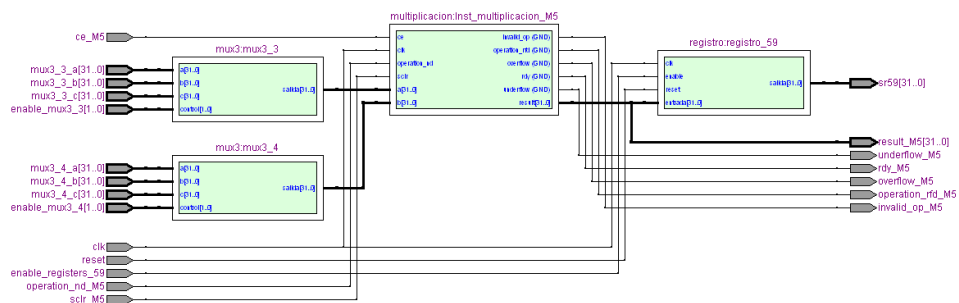 multiplicacion:Inst_multiplicacion_M5
ce_M5
ce
invalid_op (GND)
clk
operation_rfd (GND)
operation_nd
overflow (GND)
sclr
rdy (GND)
a[31..0]
underflow (GND)
b[31..0]
result[31..0]
mux3:mux3_3
mux3_3_a[31..0]
mux3_3_b[31..0]
mux3_3_c[31..0]
enable_mux3_3[1..0]
a[31..0]
b[31..0]
c[31..0]
control[1..0]
salida[31..0]
registro:registro_59
clk
enable
reset
entrada[31..0]
salida[31..0]
sr59[31..0]
mux3:mux3_4
mux3_4_a[31..0]
mux3_4_b[31..0]
mux3_4_c[31..0]
enable_mux3_4[1..0]
a[31..0]
b[31..0]
c[31..0]
control[1..0]
salida[31..0]
result_M5[31..0]
underflow_M5
rdy_M5
overflow_M5
operation_rfd_M5
invalid_op_M5
clk
reset
enable_registers_59
operation_nd_M5
sclr_M5